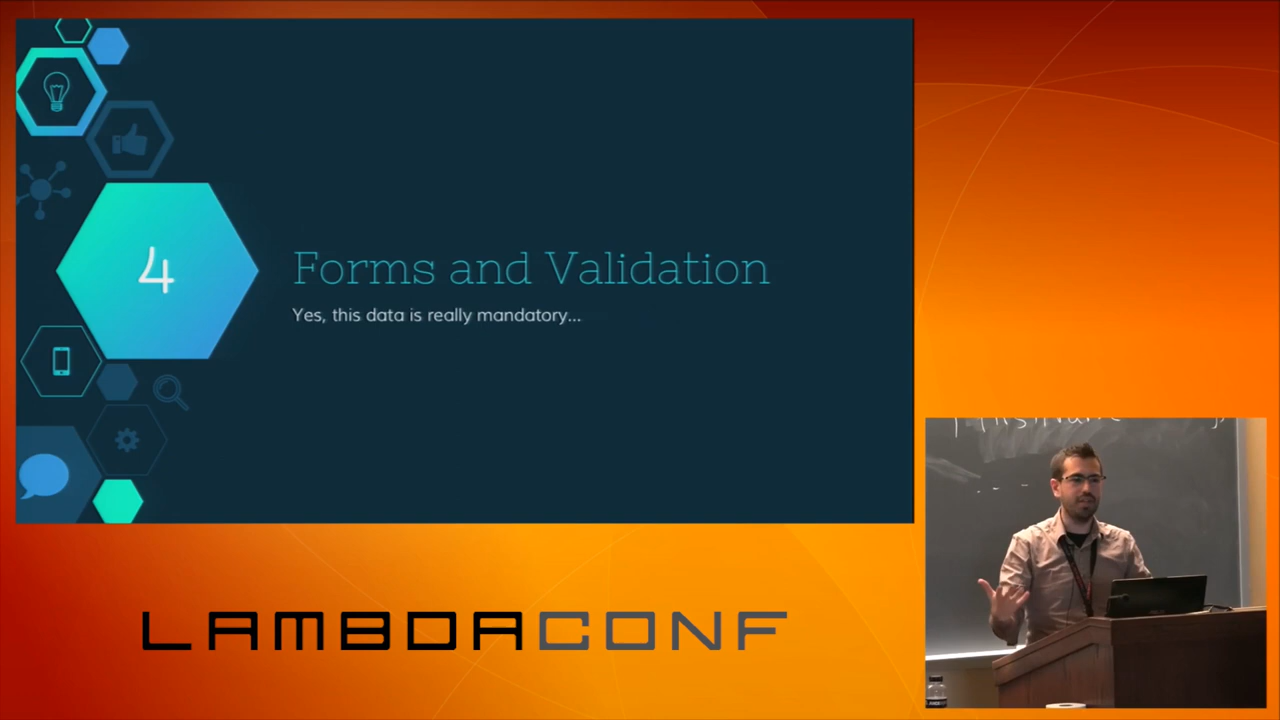 4
Forms and Validation
Yes, this data is really mandatory...
LAMBDACONF